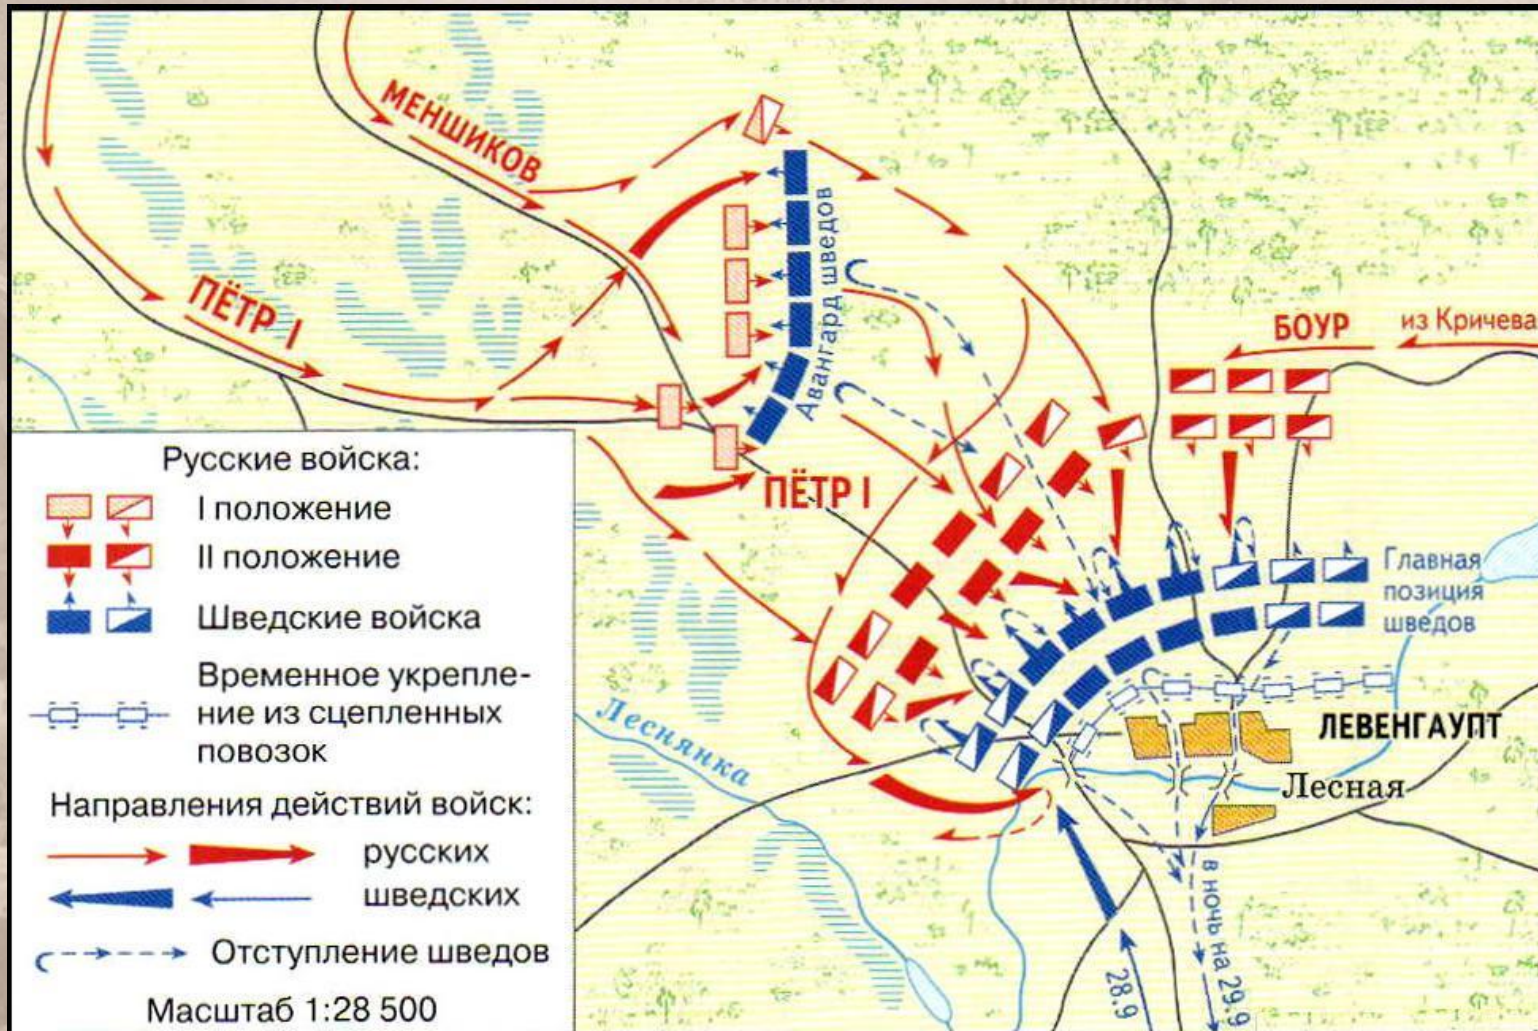 МЕНШИКОВ
ПЁТР I
Авангард шведов
БОУР
из Кричева
ПЁТР I
Главная
позиция
шведов
ЛЕВЕНГАУПТ
Лесная
Леснянка
28.9
в ночь на 29.9
Русские войска:
I положение
II положение
Шведские войска
Временное укрепле-
ние из сцепленных
повозок
Направления действий войск:
русских
шведских
Отступление шведов
Масштаб 1:28 500